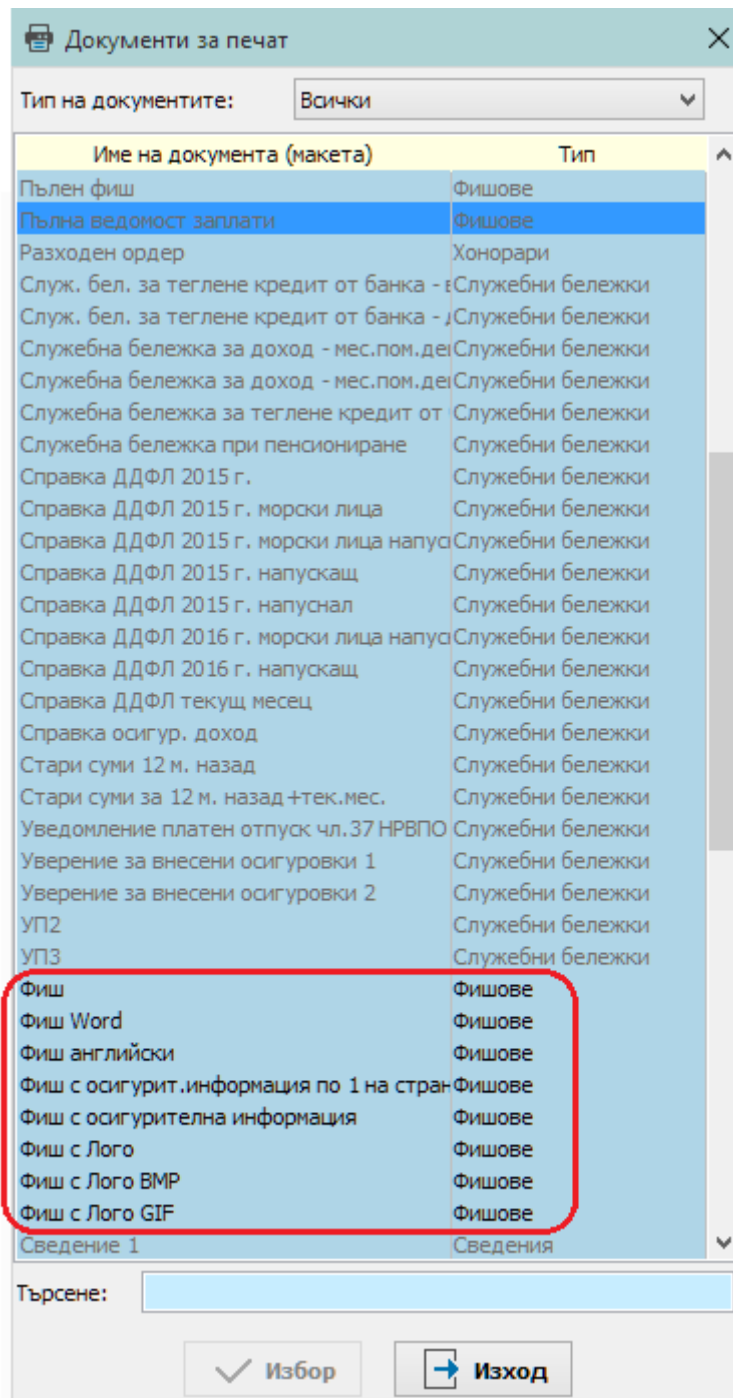 Документи за печат
Тип на документите: Всички
Име на документа (макета) Тип
Пълен фиш Фишове
Пълна ведомост заплати Фишове
Разходен ордер Хонорари
Служ. бел. за теглене кредит от банка - Служебни бележки
Служ. бел. за теглене кредит от банка - Служебни бележки
Служебна бележка за доход - мес.пом. Служебни бележки
Служебна бележка за доход - мес.пом. Служебни бележки
Служебна бележка за теглене кредит от Служебни бележки
Служебна бележка при пенсиониране Служебни бележки
Справка ДДФЛ 2015 г. Служебни бележки
Справка ДДФЛ 2015 г. морски лица Служебни бележки
Справка ДДФЛ 2015 г. морски лица Служебни бележки
Справка ДДФЛ 2015 г. напускащ Служебни бележки
Справка ДДФЛ 2015 г. напуснал Служебни бележки
Справка ДДФЛ 2016 г. морски лица Служебни бележки
Справка ДДФЛ 2016 г. напускащ Служебни бележки
Справка ДДФЛ текущ месец Служебни бележки
Справка осигур. доход Служебни бележки
Стари суми 12 м. назад Служебни бележки
Стари суми за 12 м. назад+тек.мес. Служебни бележки
Уведомление платен отпуск чл.37 НРВПО Служебни бележки
Уверение за внесени осигуровки 1 Служебни бележки
Уверение за внесени осигуровки 2 Служебни бележки
УП2 Служебни бележки
УП3 Служебни бележки
Фиш Фишове
Фиш Word Фишове
Фиш английски Фишове
Фиш с осигурит.информация по 1 на стран Фишове
Фиш с осигурителна информация Фишове
Фиш с Лого Фишове
Фиш с Лого BMP Фишове
Фиш с Лого GIF Фишове
Сведение 1 Сведения
Търсене:
Избор Изход